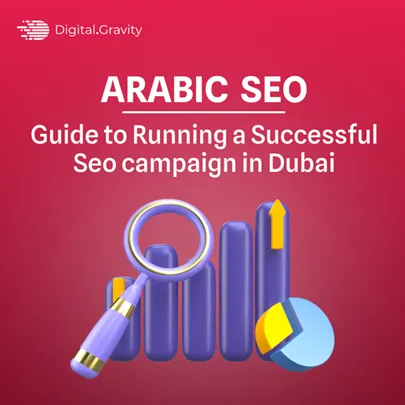 Digital.Gravity
ARABIC SEO
Guide to Running a Successful
Seo campaign in Dubai